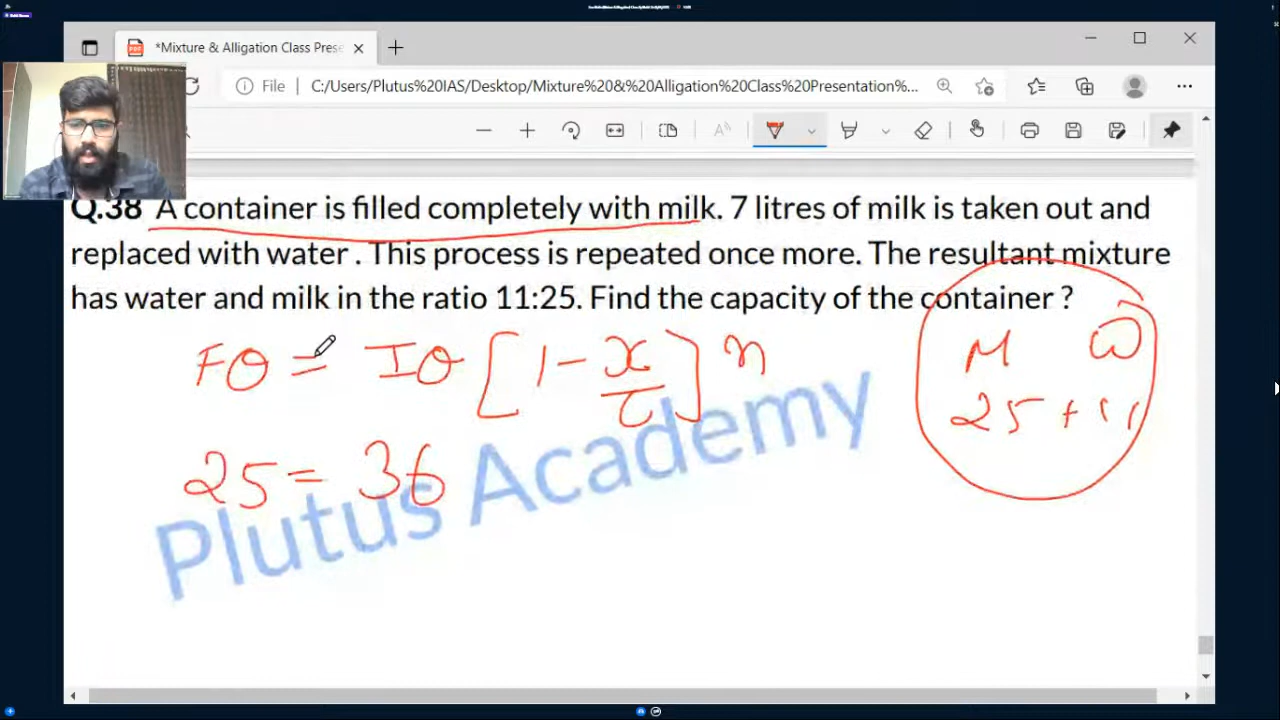 *Mixture & Alligation Class Prese
File C:/Users/Plutus%20IAS/Desktop/Mixture%20&%20Alligation%20Class%20Presentation%...
Q.38 A container is filled completely with milk. 7 litres of milk is taken out and
replaced with water . This process is repeated once more. The resultant mixture
has water and milk in the ratio 11:25. Find the capacity of the container ?
FQ = IQ [1 - x/C] n
M W
25 + 11
25 = 36
Plutus Academy